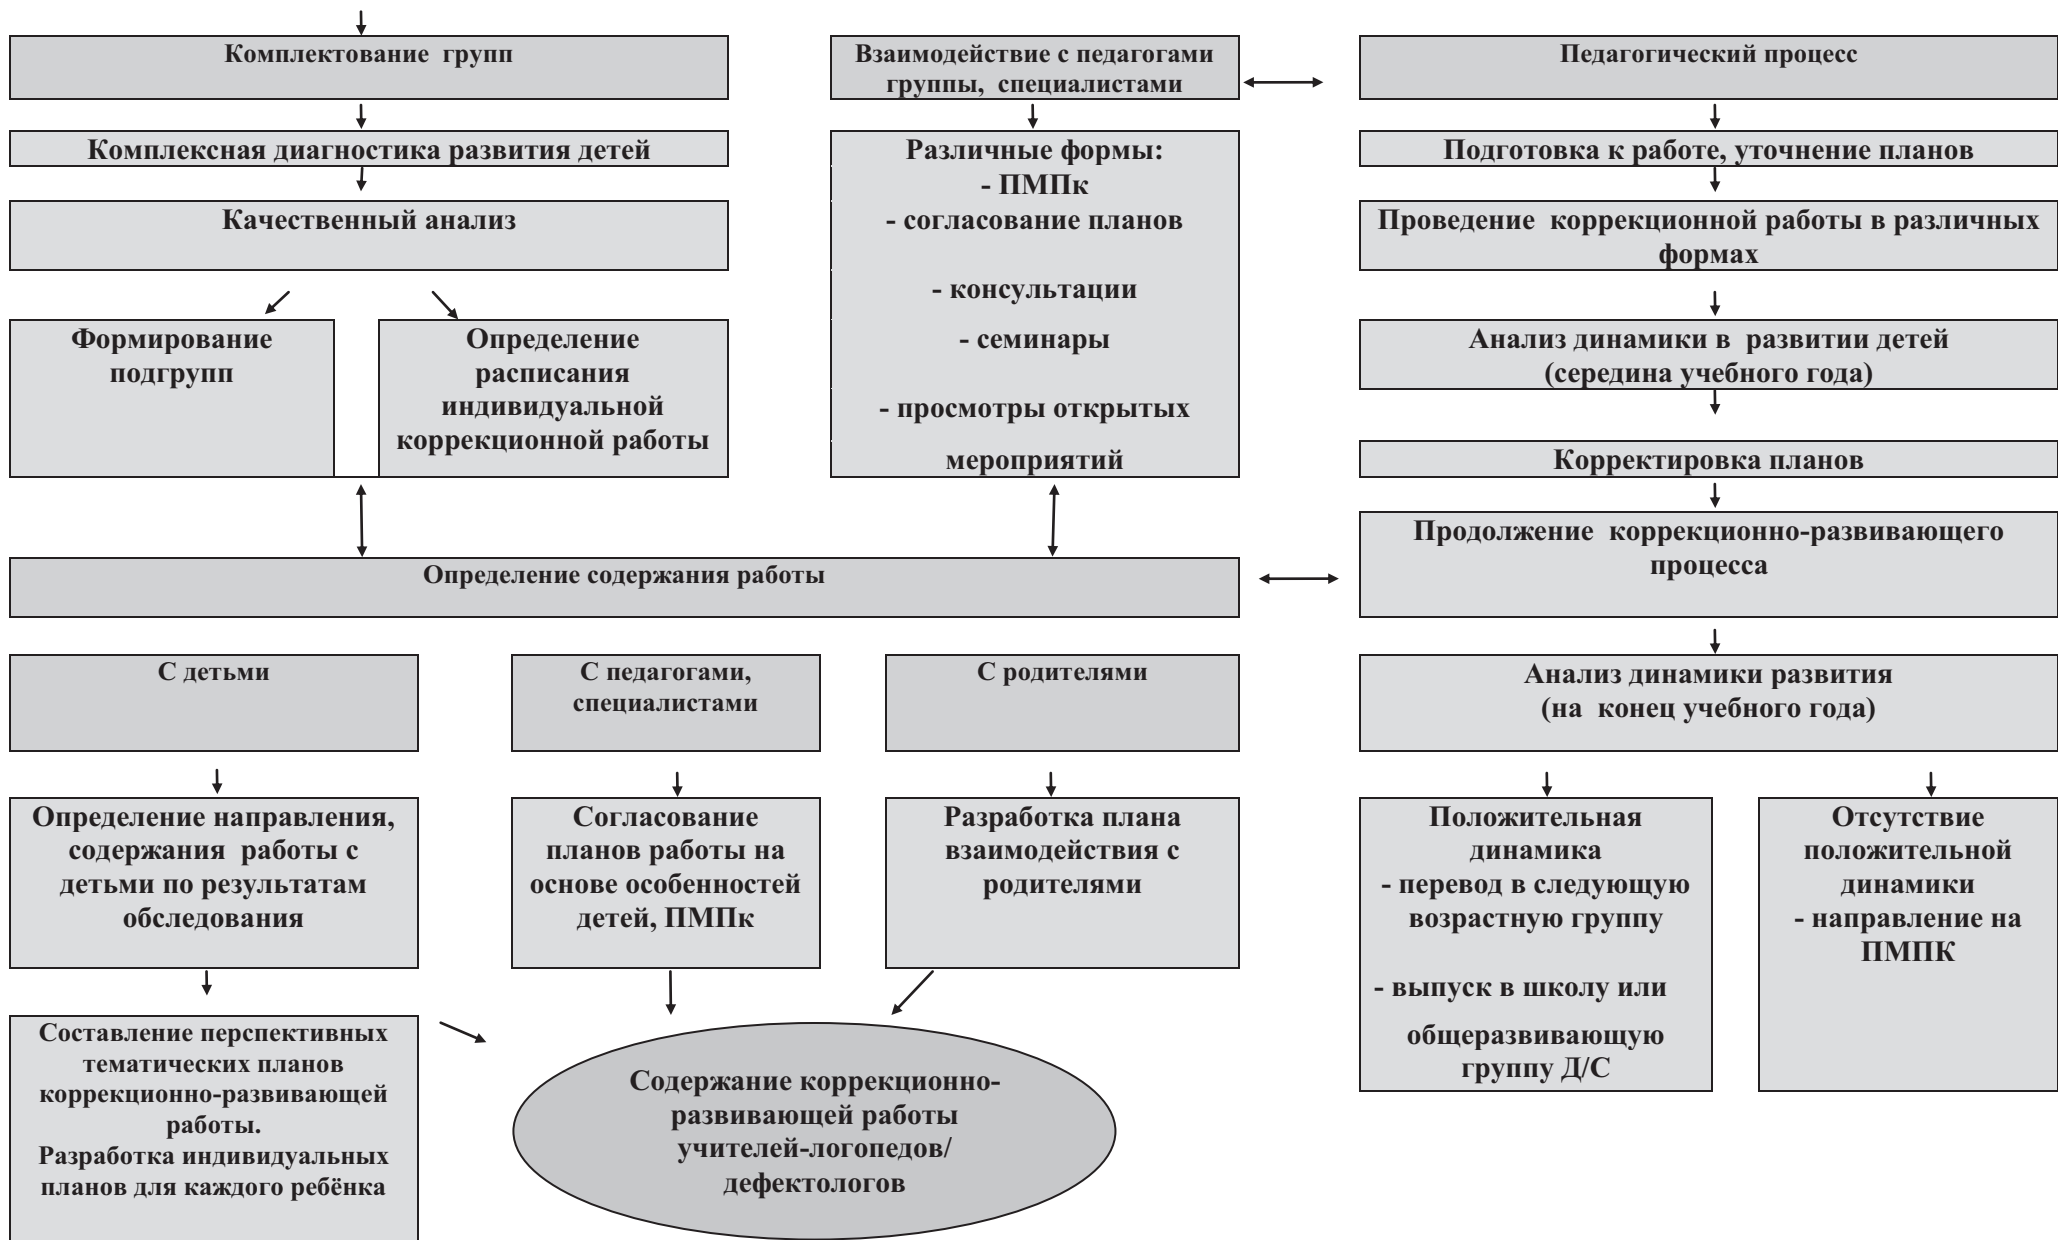 Комплектование групп
Комплексная диагностика развития детей
Качественный анализ
Формирование
подгрупп
Определение
расписания
индивидуальной
коррекционной работы
Взаимодействие с педагогами
группы, специалистами
Различные формы:
- ПМПк
- согласование планов
- консультации
- семинары
- просмотры открытых
мероприятий
Педагогический процесс
Подготовка к работе, уточнение планов
Проведение коррекционной работы в различных
формах
Анализ динамики в развитии детей
(середина учебного года)
Корректировка планов
Продолжение коррекционно-развивающего
процесса
Определение содержания работы
С детьми
С педагогами,
специалистами
С родителями
Анализ динамики развития
(на конец учебного года)
Определение направления,
содержания работы с
детьми по результатам
обследования
Согласование
планов работы на
основе особенностей
детей, ПМПк
Разработка плана
взаимодействия с
родителями
Положительная
динамика
- перевод в следующую
возрастную группу
- выпуск в школу или
общеразвивающую
группу Д/С
Отсутствие
положительной
динамики
- направление на
ПМПК
Составление перспективных
тематических планов
коррекционно-развивающей
работы.
Разработка индивидуальных
планов для каждого ребёнка
Содержание коррекционно-
развивающей работы
учителей-логопедов/
дефектологов